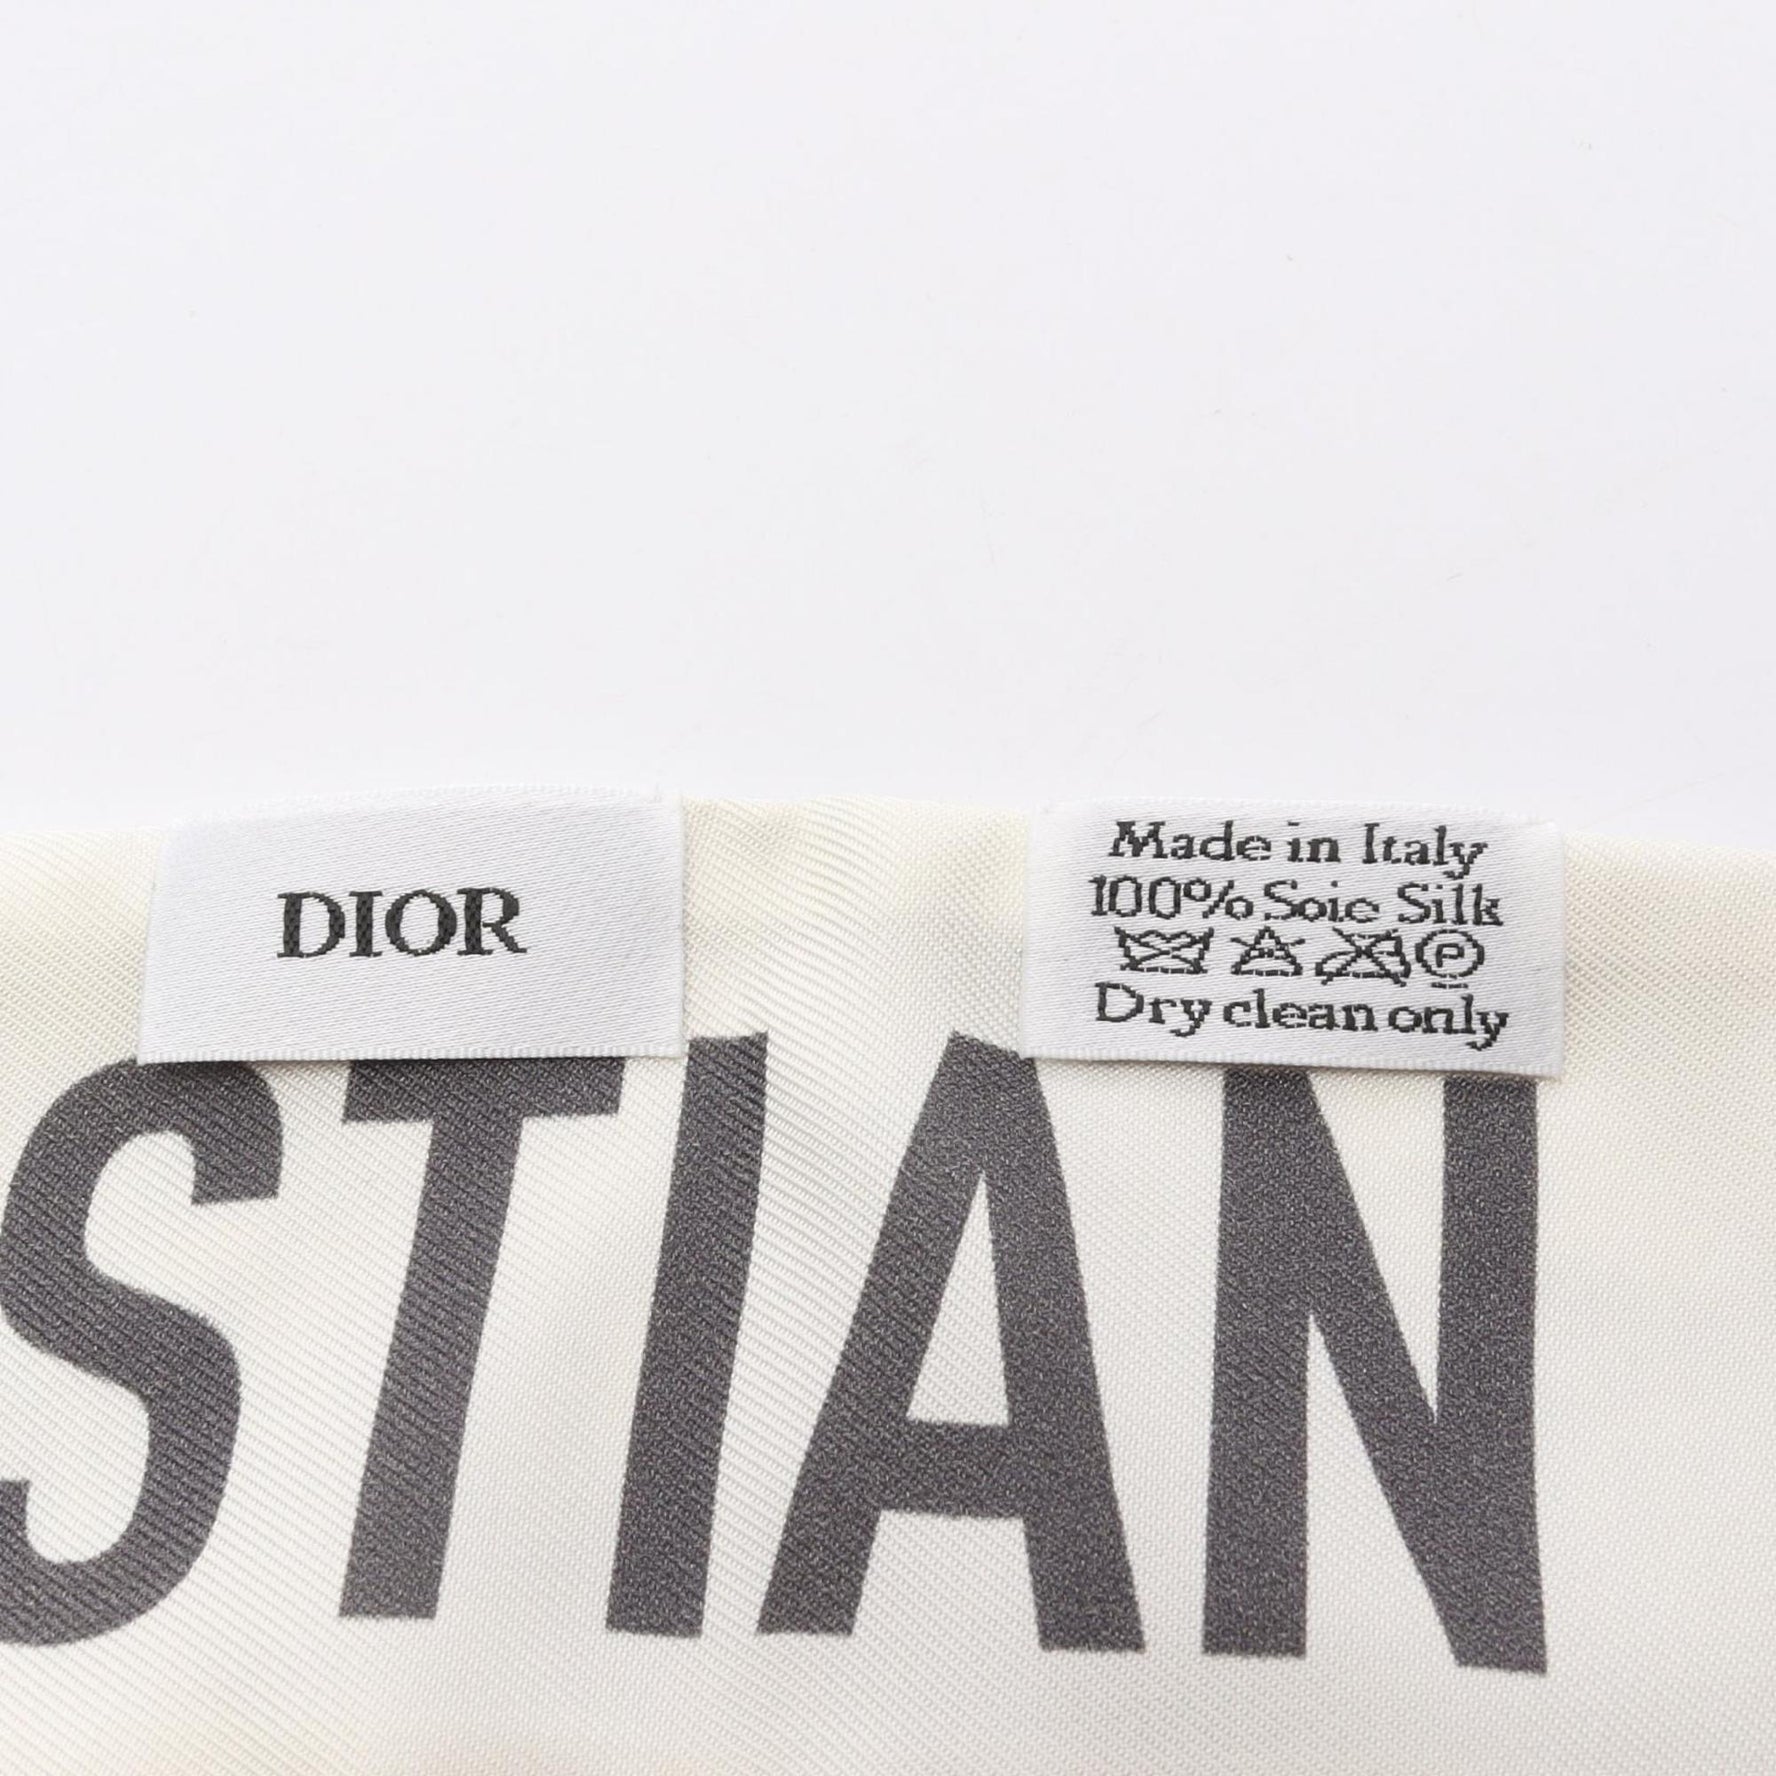 DIOR
Made in Italy
100% Soie Silk
P
Dry clean only
STIAN